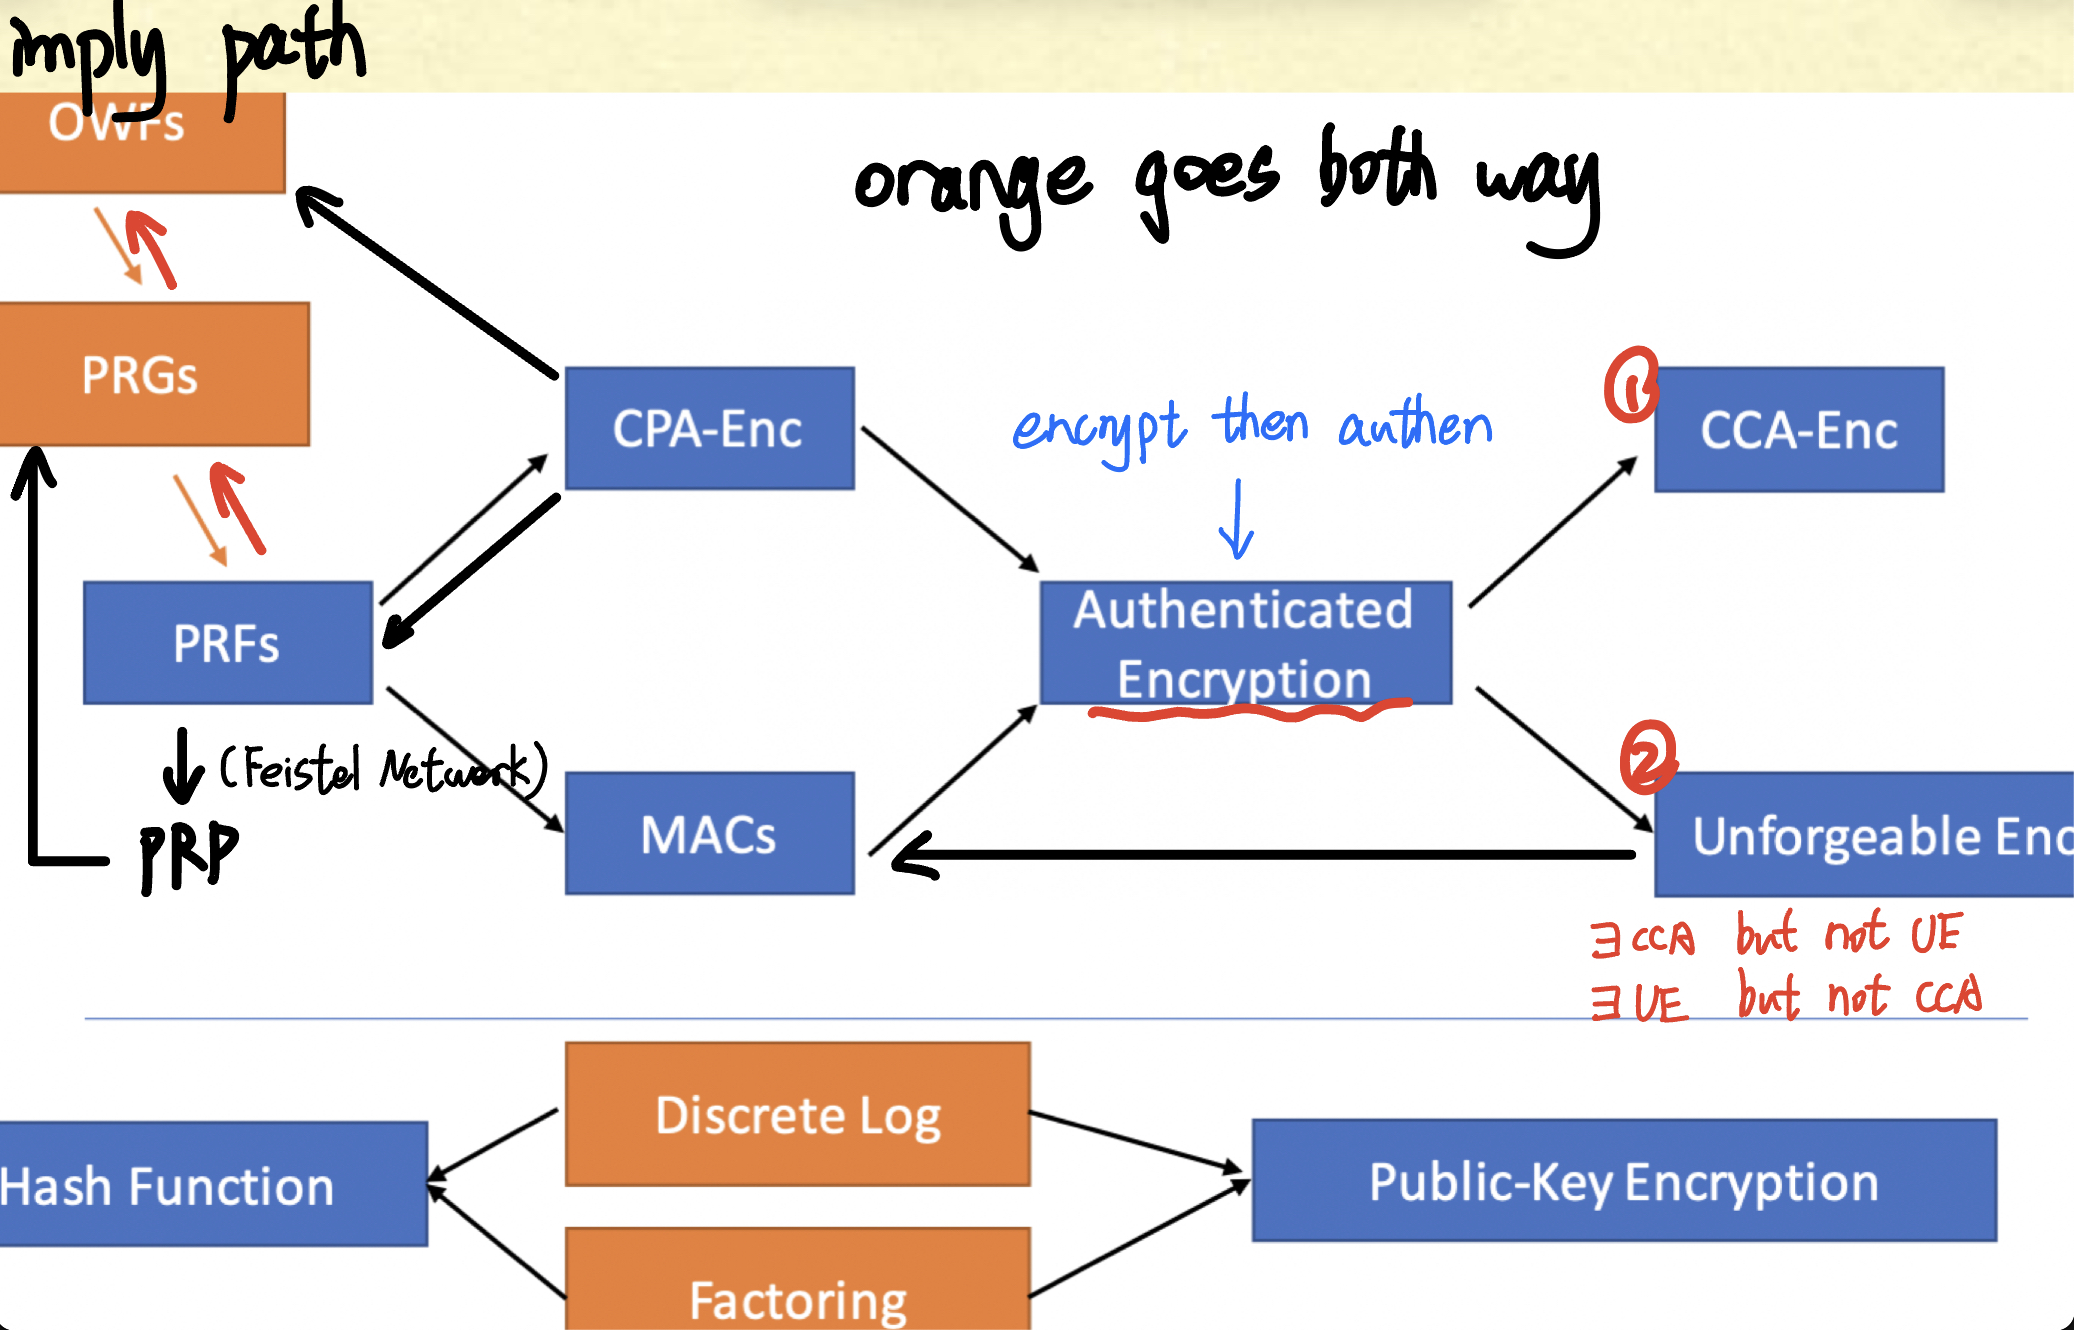 imply path
OWFs
orange goes both way
PRGs
CPA-Enc
encrypt then authen
①
CCA-Enc
Authenticated
Encryption
PRFs
(Feistel Network)
PRP
MACs
②
Unforgeable Enc
∃ CCA but not UE
∃ UE but not CCA
Discrete Log
Hash Function
Public-Key Encryption
Factoring